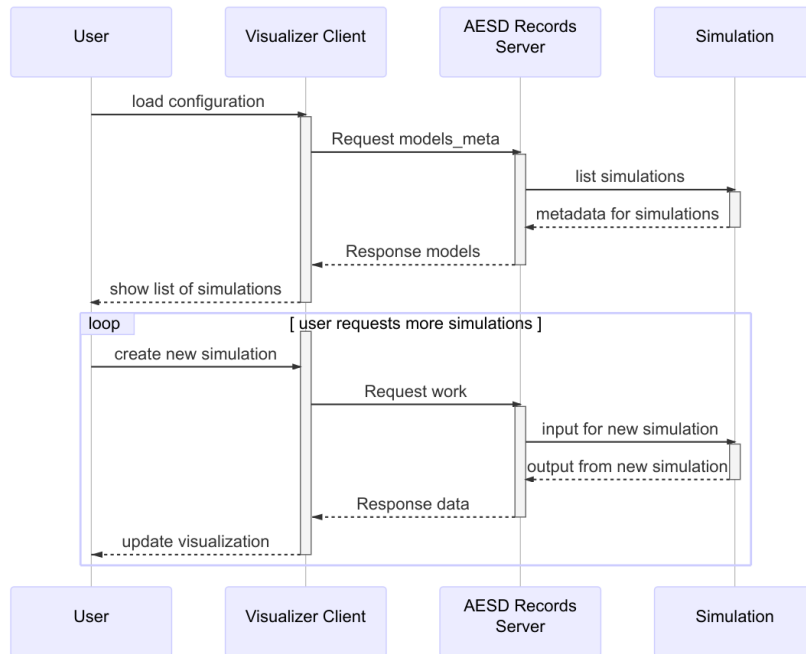 User
Visualizer Client
AESD Records
Server
Simulation
load configuration
Request models_meta
list simulations
metadata for simulations
Response models
show list of simulations
loop
[ user requests more simulations ]
create new simulation
Request work
input for new simulation
output from new simulation
Response data
update visualization
User
Visualizer Client
AESD Records
Server
Simulation